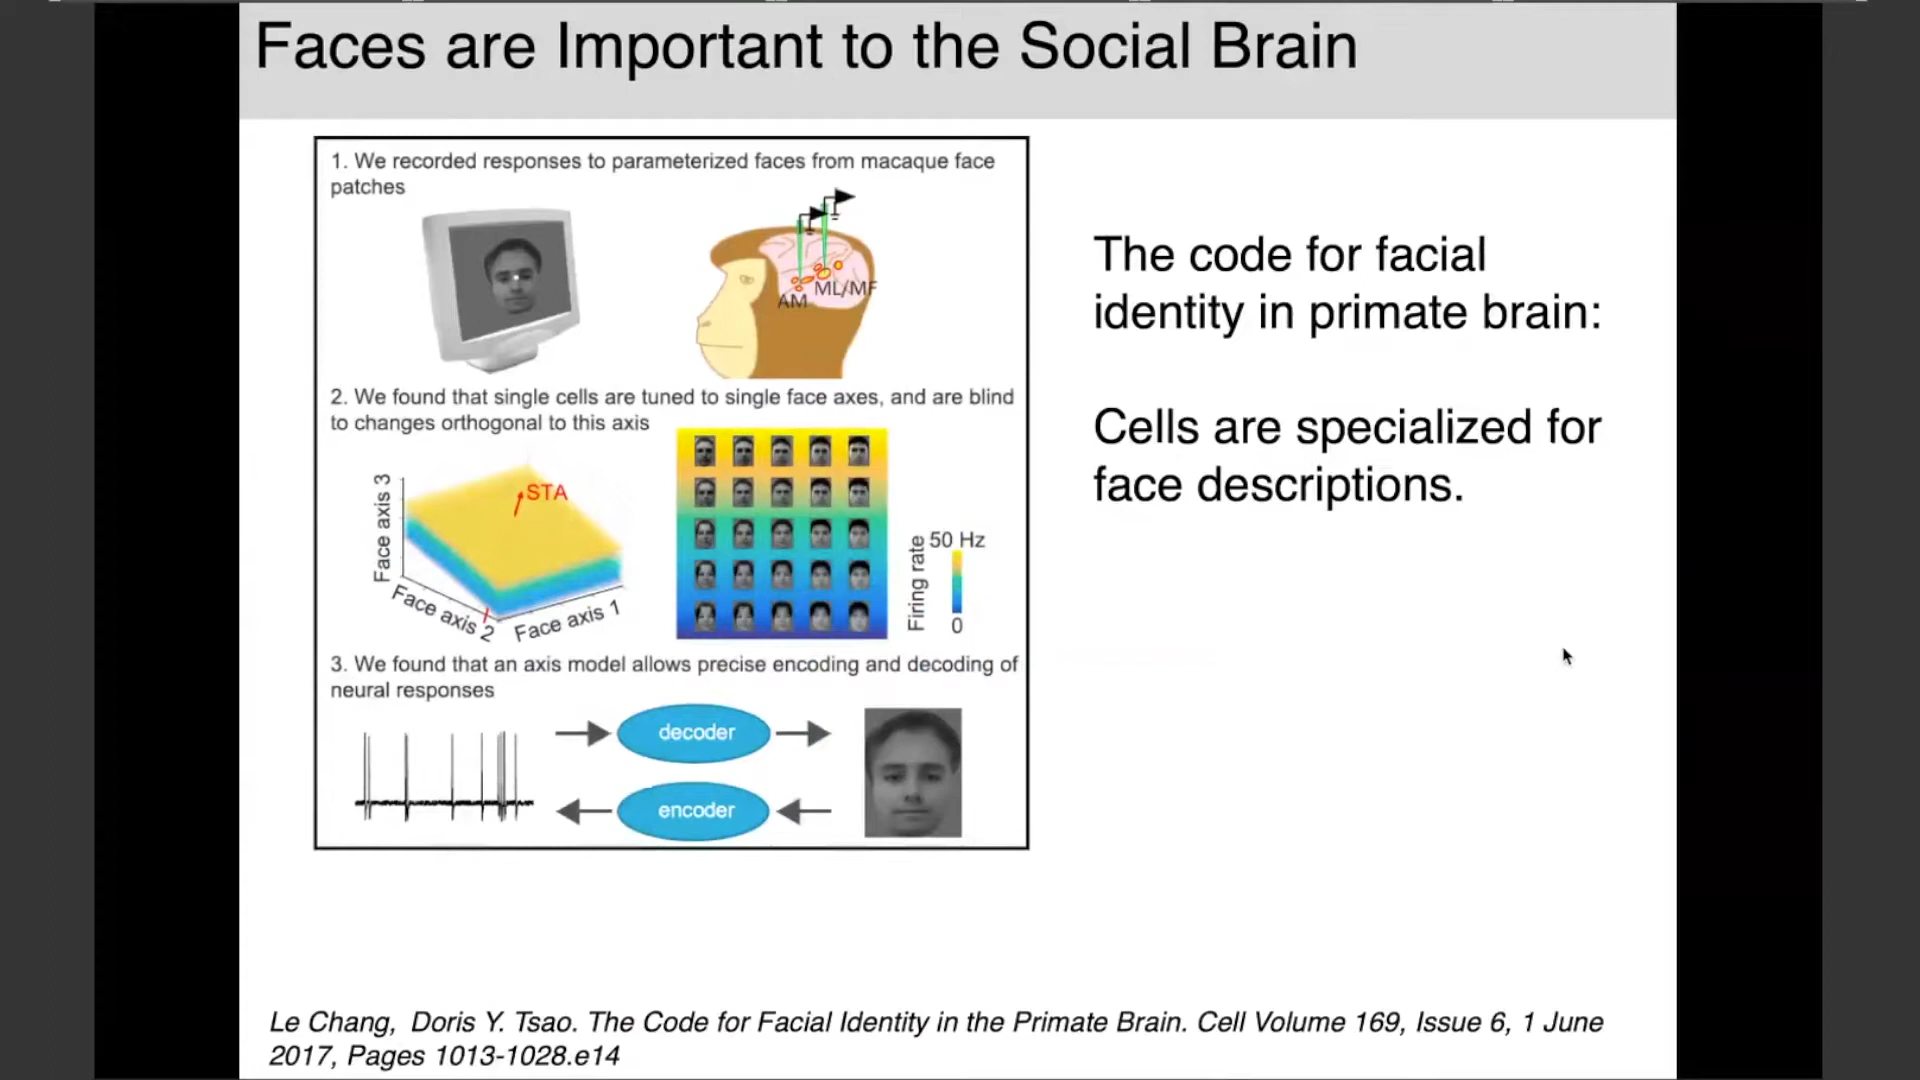 Faces are Important to the Social Brain
1. We recorded responses to parameterized faces from macaque face
patches
AM
ML/MF
2. We found that single cells are tuned to single face axes, and are blind
to changes orthogonal to this axis
STA
Face axis 3
Face axis 2
Face axis 1
Firing rate
50 Hz
0
3. We found that an axis model allows precise encoding and decoding of
neural responses
decoder
encoder
The code for facial
identity in primate brain:
Cells are specialized for
face descriptions.
Le Chang, Doris Y. Tsao. The Code for Facial Identity in the Primate Brain. Cell Volume 169, Issue 6, 1 June
2017, Pages 1013-1028.e14